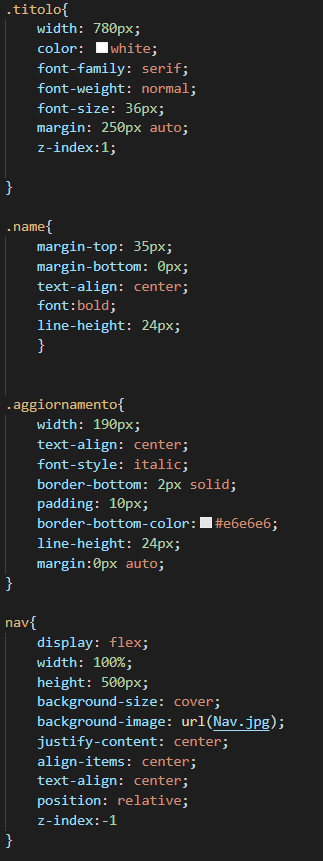 .titolo{
width: 780px;
color: white;
font-family: serif;
font-weight: normal;
font-size: 36px;
margin: 250px auto;
z-index:1;
}
.name{
margin-top: 35px;
margin-bottom: 0px;
text-align: center;
font:bold;
line-height: 24px;
}
.aggiornamento{
width: 190px;
text-align: center;
font-style: italic;
border-bottom: 2px solid;
padding: 10px;
border-bottom-color:#e6e6e6;
line-height: 24px;
margin:0px auto;
}
nav{
display: flex;
width: 100%;
height: 500px;
background-size: cover;
background-image: url(Nav.jpg);
justify-content: center;
align-items: center;
text-align: center;
position: relative;
z-index:-1
}